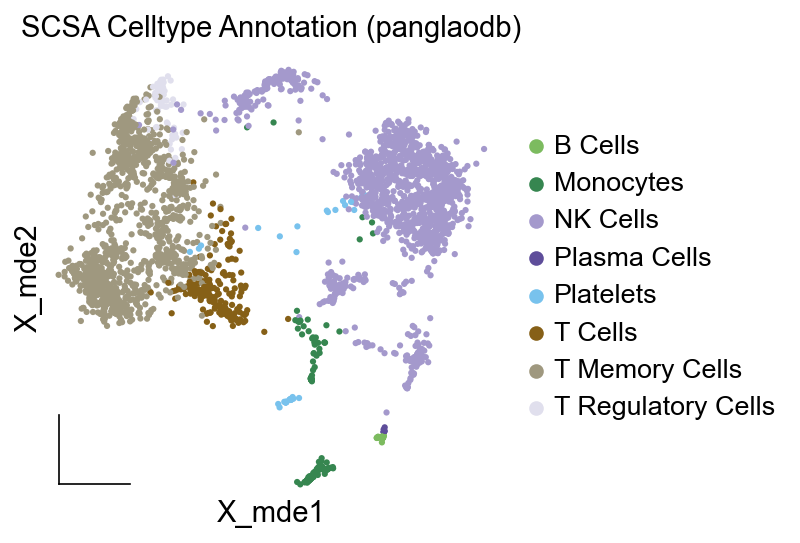 SCSA Celltype Annotation (panglaodb)
B Cells
Monocytes
NK Cells
Plasma Cells
Platelets
T Cells
T Memory Cells
T Regulatory Cells
X_mde2
X_mde1